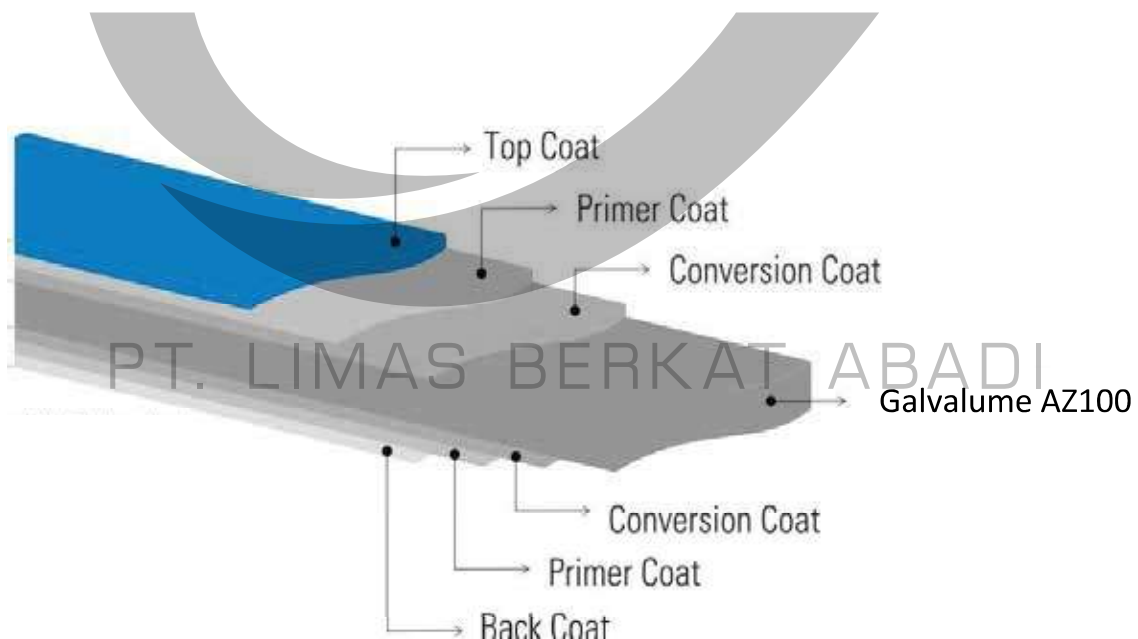 Top Coat
Primer Coat
Conversion Coat
PT. LIMAS BERKAT ABADI
Galvalume AZ100
Conversion Coat
Primer Coat
Back Coat